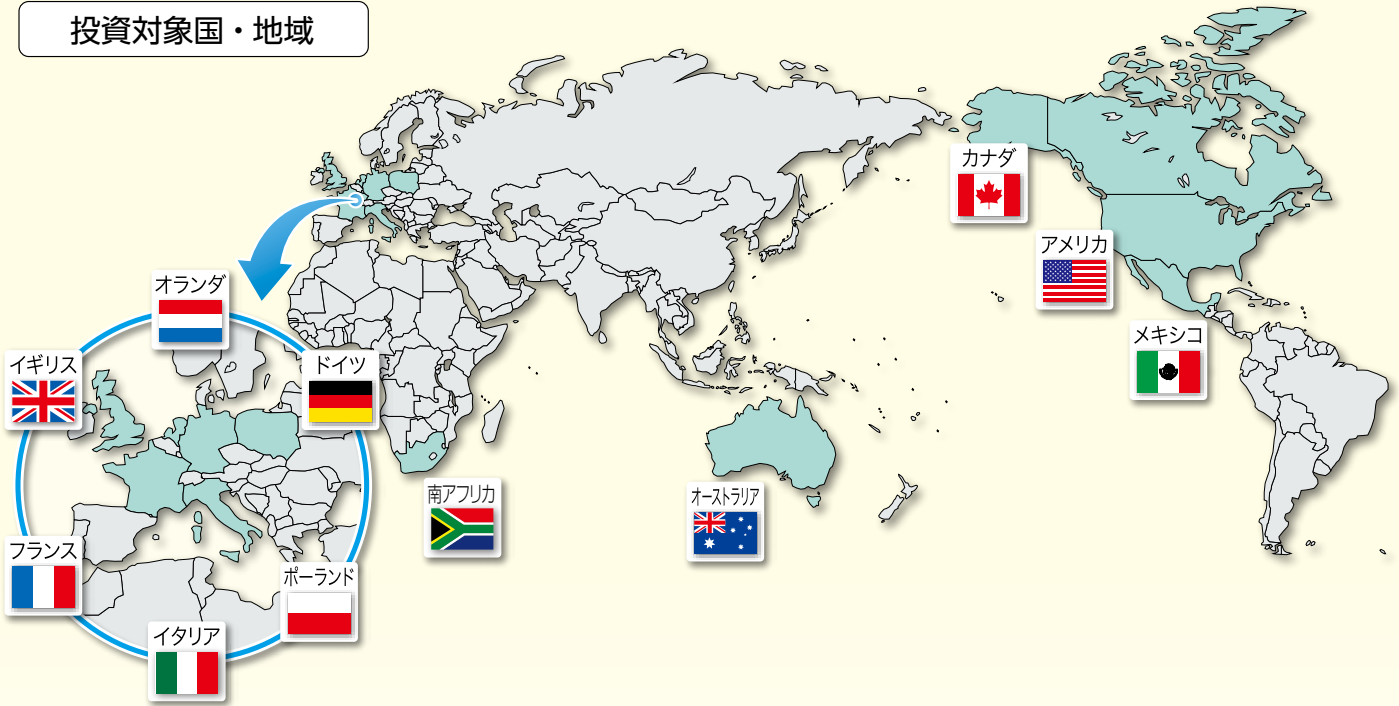 投資対象国・地域
カナダ
アメリカ
メキシコ
オランダ
イギリス
ドイツ
南アフリカ
オーストラリア
フランス
ポーランド
イタリア